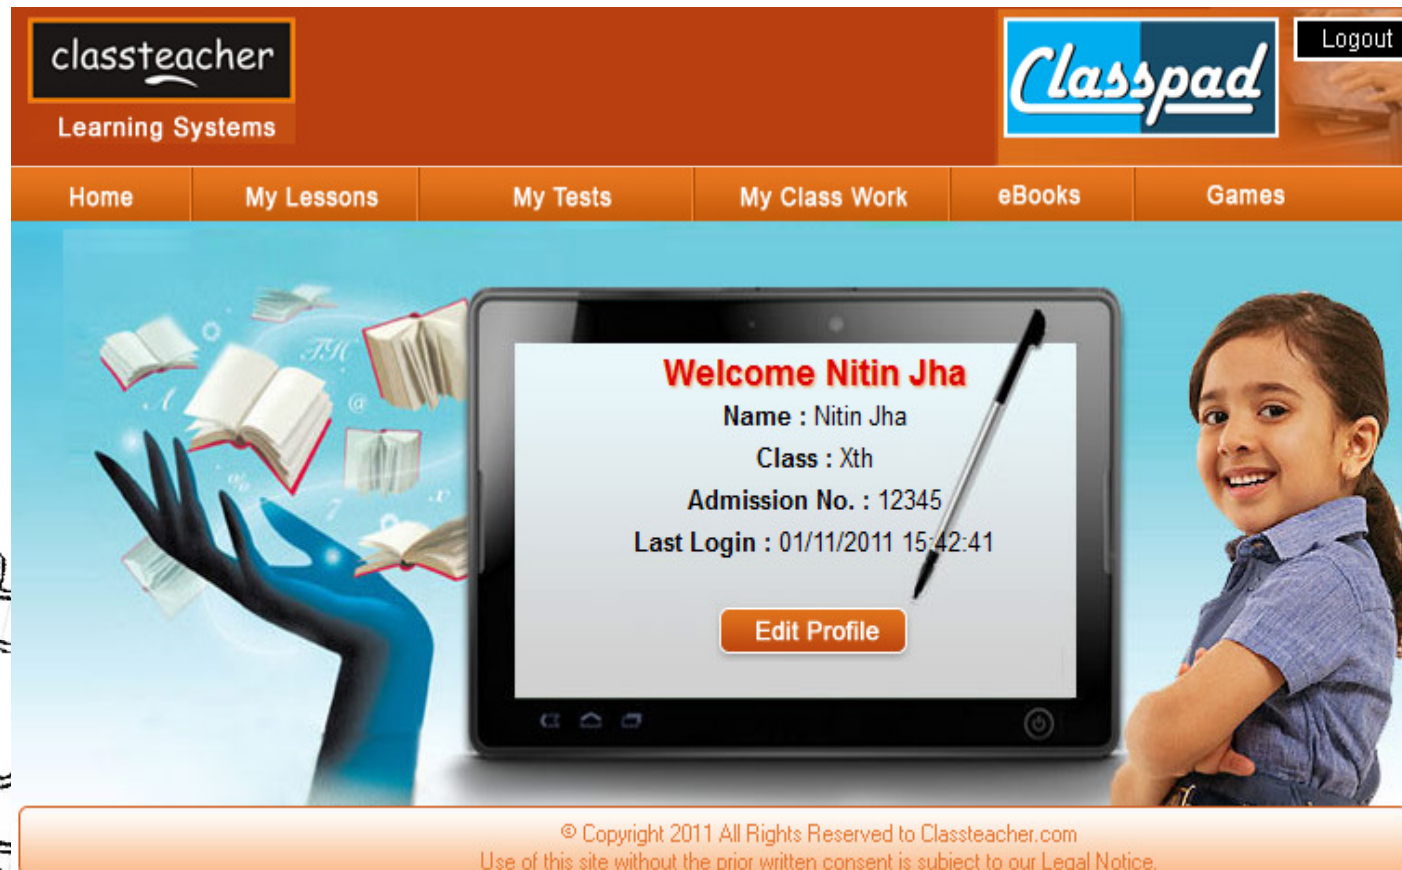 classteacher
Learning Systems
Classpad
Logout
Home My Lessons My Tests My Class Work eBooks Games
Welcome Nitin Jha
Name : Nitin Jha
Class : Xth
Admission No. : 12345
Last Login : 01/11/2011 15:42:41
Edit Profile
© Copyright 2011 All Rights Reserved to Classteacher.com
Use of this site without the prior written consent is subject to our Legal Notice.